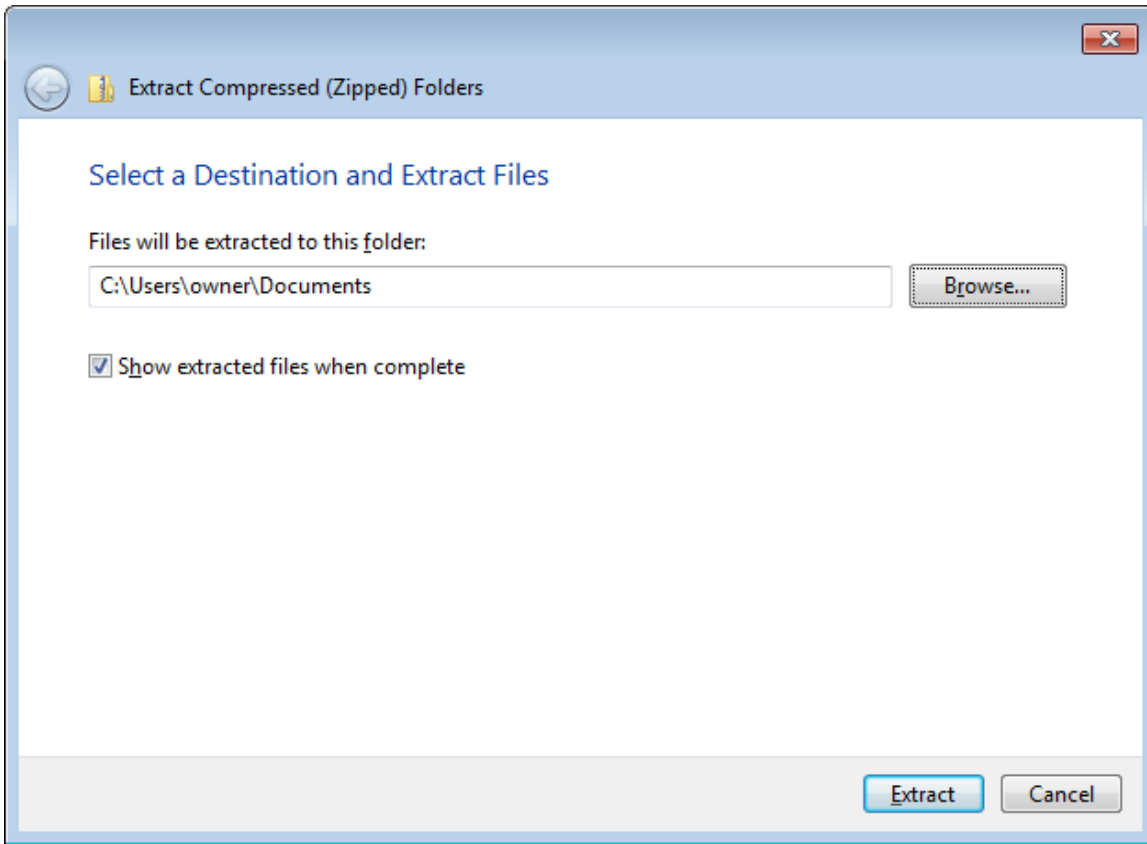 Extract Compressed (Zipped) Folders
Select a Destination and Extract Files
Files will be extracted to this folder:
C:\Users\owner\Documents
Browse...
Show extracted files when complete
Extract
Cancel